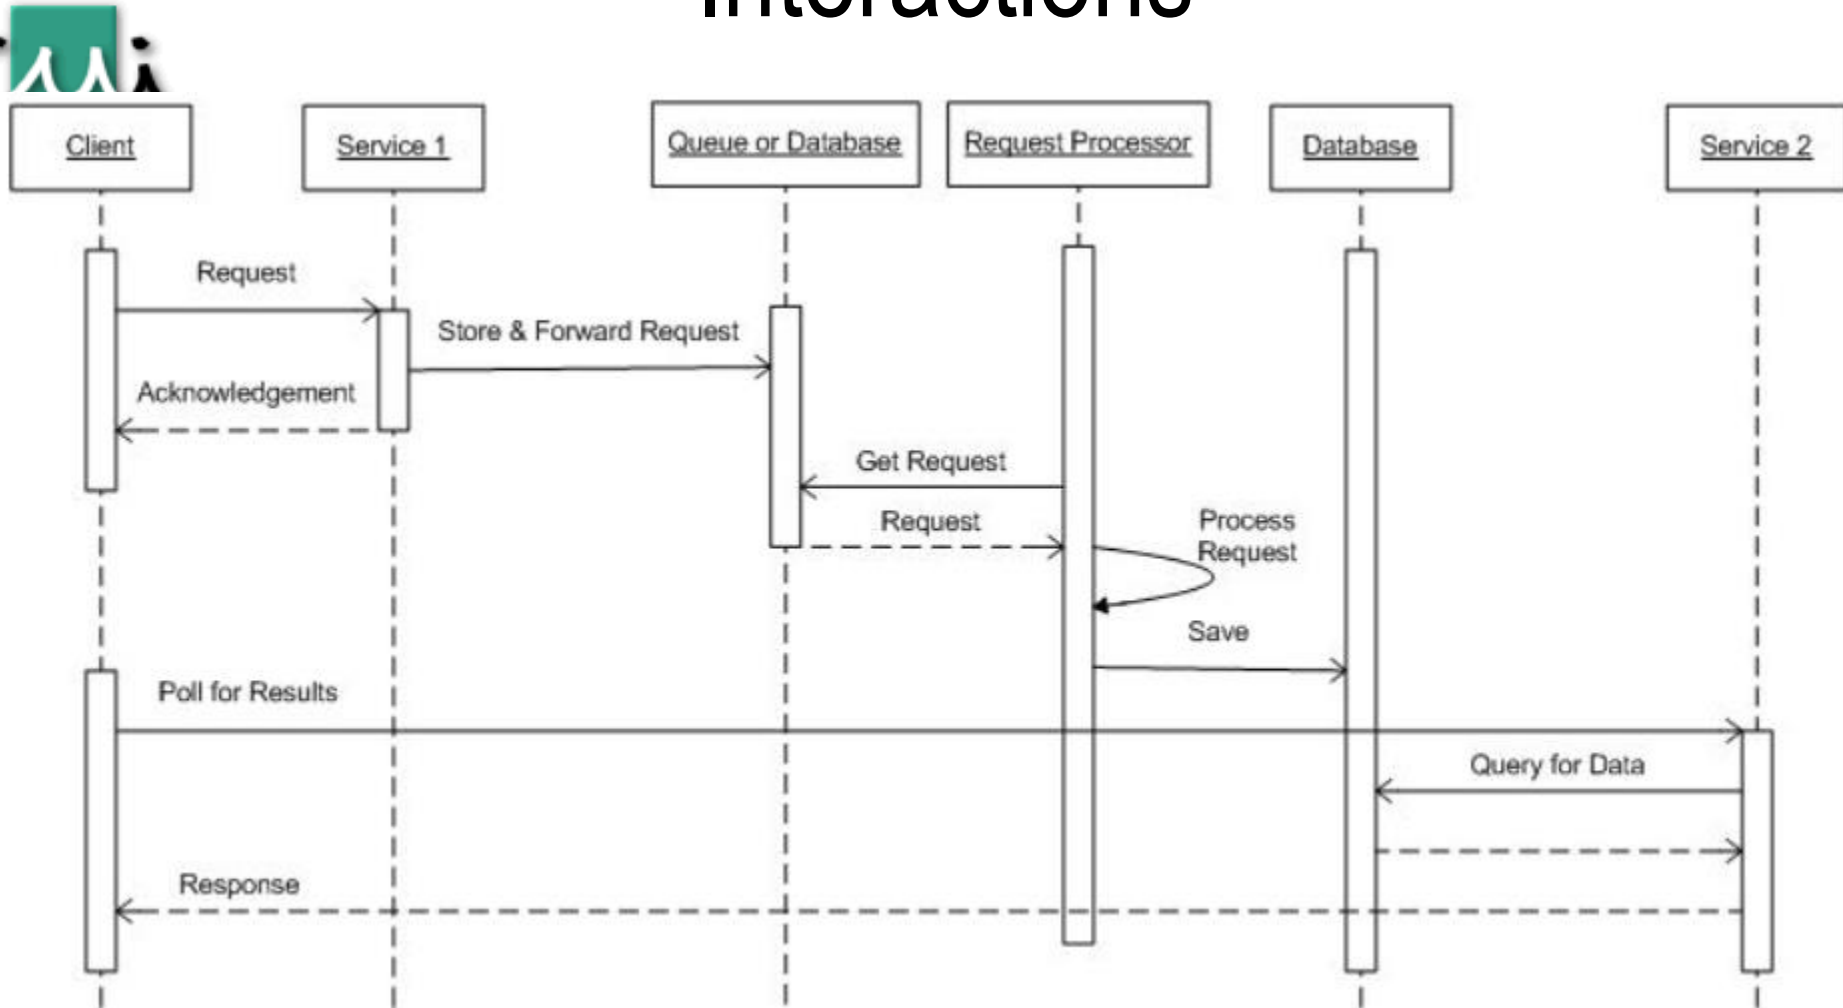 Interactions
Client
Service 1
Queue or Database
Request Processor
Database
Service 2
Request
Store & Forward Request
Acknowledgement
Get Request
Request
Process
Request
Save
Poll for Results
Query for Data
Response